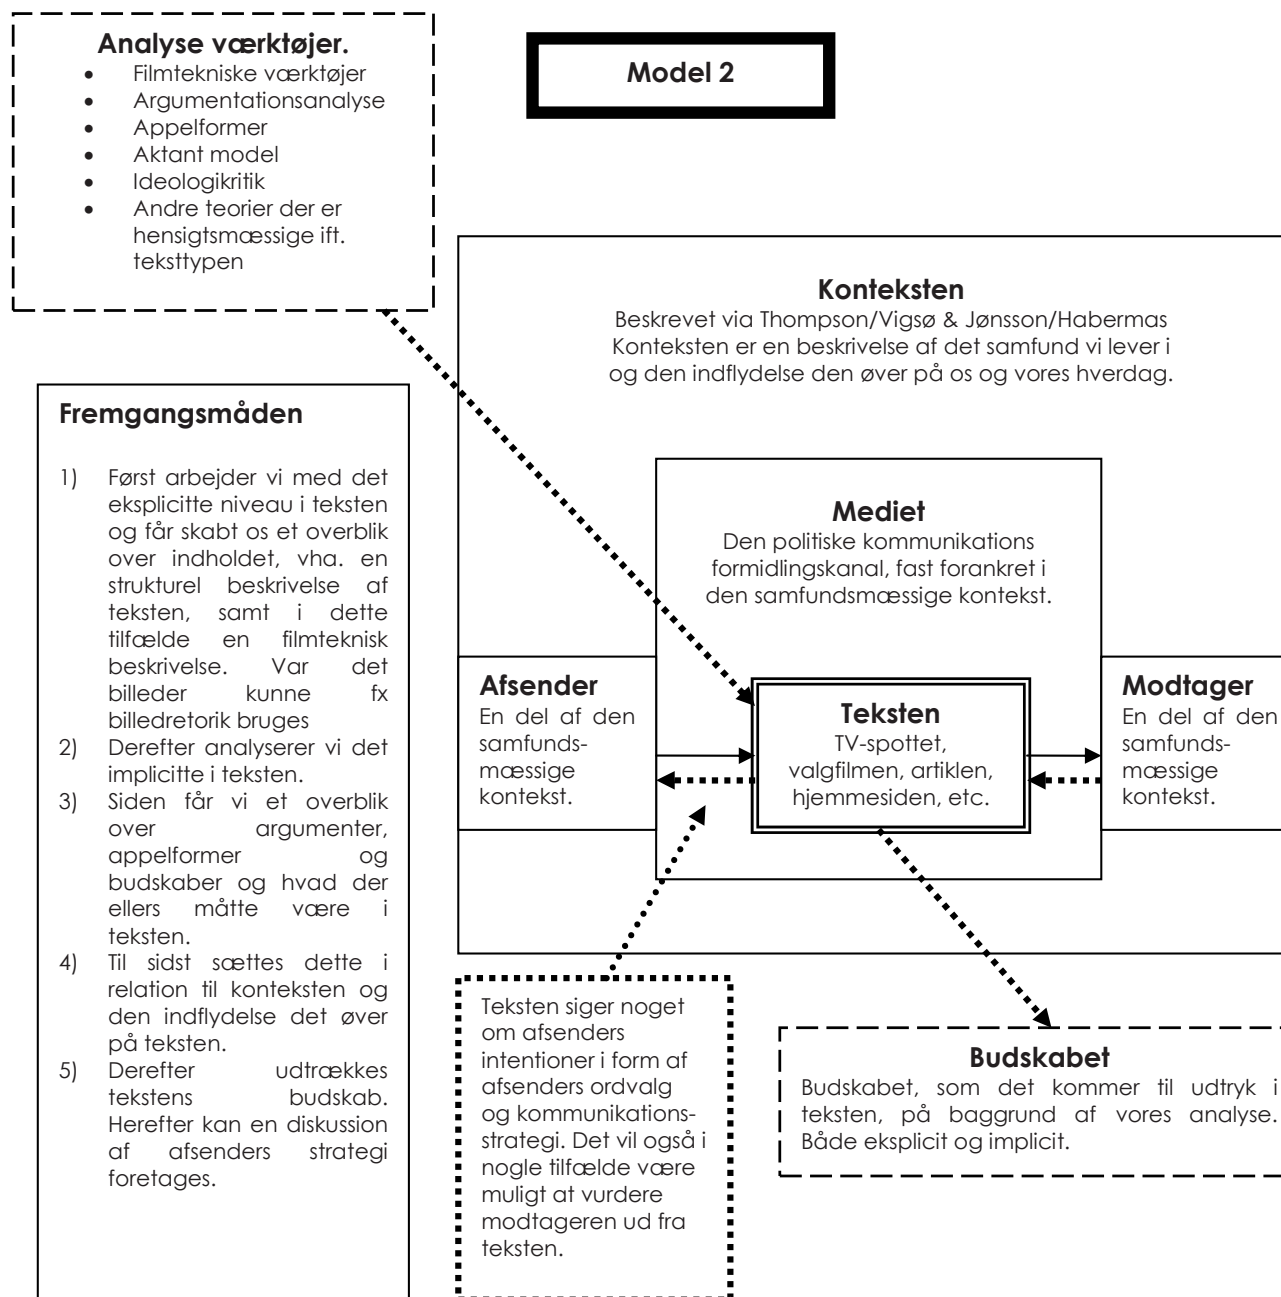 Analyse værktøjer.
• Filmtekniske værktøjer
• Argumentationsanalyse
• Appelformer
• Aktant model
• Ideologikritik
• Andre teorier der er
hensigtsmæssige ift.
teksttypen
Model 2
Konteksten
Beskrevet via Thompson/Vigsø & Jønsson/Habermas
Konteksten er en beskrivelse af det samfund vi lever i
og den indflydelse den øver på os og vores hverdag.
Fremgangsmåden
1) Først arbejder vi med det
eksplicitte niveau i teksten
og får skabt os et overblik
over indholdet, vha. en
strukturel beskrivelse af
teksten, samt i dette
tilfælde en filmteknisk
beskrivelse. Var det
billeder kunne fx
billedretorik bruges
2) Derefter analyserer vi det
implicitte i teksten.
3) Siden får vi et overblik
over argumenter,
appelformer og
budskaber og hvad der
ellers måtte være i
teksten.
4) Til sidst sættes dette i
relation til konteksten og
den indflydelse det øver
på teksten.
5) Derefter udtrækkes
tekstens budskab.
Herefter kan en diskussion
af afsenders strategi
foretages.
Mediet
Den politiske kommunikations
formidlingskanal, fast forankret i
den samfundsmæssige kontekst.
Afsender
En del af den
samfunds-
mæssige
kontekst.
Teksten
TV-spottet,
valgfilmen, artiklen,
hjemmesiden, etc.
Modtager
En del af den
samfunds-
mæssige
kontekst.
Teksten siger noget
om afsenders
intentioner i form af
afsenders ordvalg
og kommunikations-
strategi. Det vil også i
nogle tilfælde være
muligt at vurdere
modtageren ud fra
teksten.
Budskabet
Budskabet, som det kommer til udtryk i
teksten, på baggrund af vores analyse.
Både eksplicit og implicit.